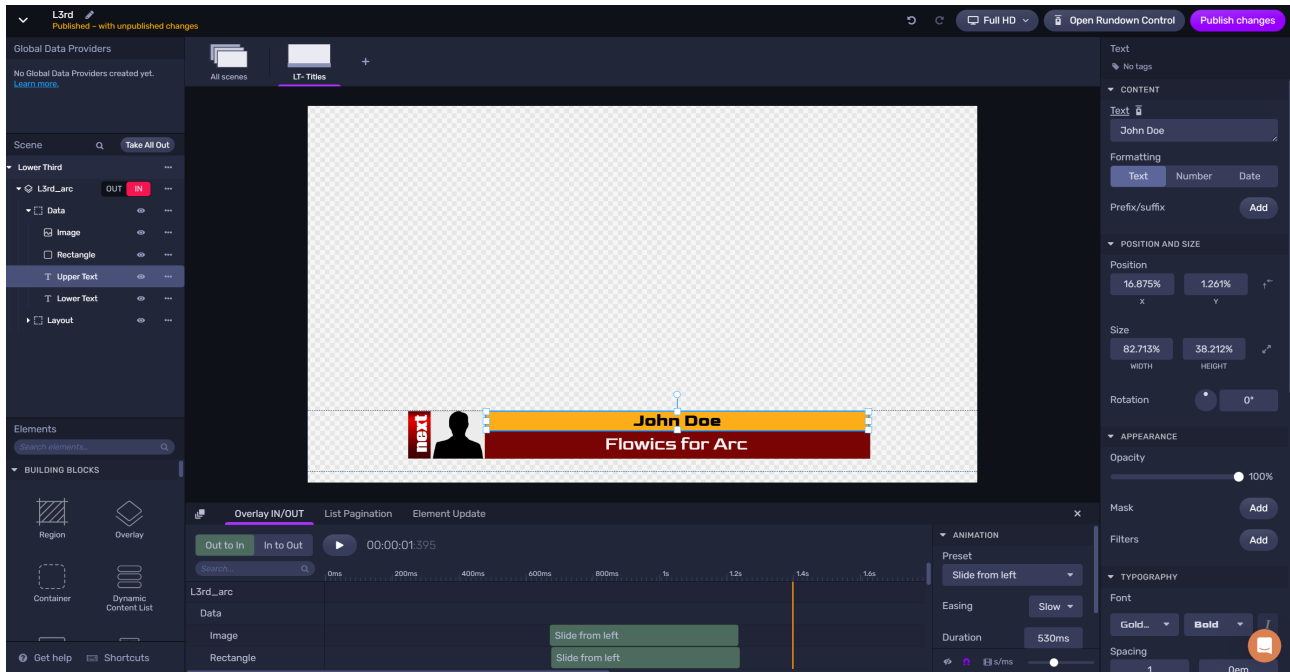 L3rd
Published – with unpublished changes
Full HD
Open Rundown Control
Publish changes
Global Data Providers
No Global Data Providers created yet.
Learn more.
All scenes
LT- Titles
Scene
Take All Out
Lower Third
L3rd_arc
OUT
IN
Data
Image
Rectangle
Upper Text
Lower Text
Layout
Elements
Search elements...
BUILDING BLOCKS
Region
Overlay
Container
Dynamic
Content List
Get help
Shortcuts
next
John Doe
Flowics for Arc
Overlay IN/OUT
List Pagination
Element Update
Out to In
In to Out
00:00:01:395
Search...
0ms
200ms
400ms
600ms
800ms
1s
1.2s
1.4s
1.6s
L3rd_arc
Data
Image
Slide from left
Rectangle
Slide from left
ANIMATION
Preset
Slide from left
Easing
Slow
Duration
530ms
s/ms
Text
No tags
CONTENT
Text
John Doe
Formatting
Text
Number
Date
Prefix/suffix
Add
POSITION AND SIZE
Position
16.875%
1.261%
X
Y
Size
82.713%
38.212%
WIDTH
HEIGHT
Rotation
0°
APPEARANCE
Opacity
100%
Mask
Add
Filters
Add
TYPOGRAPHY
Font
Gold...
Bold
I
Spacing
1
0em